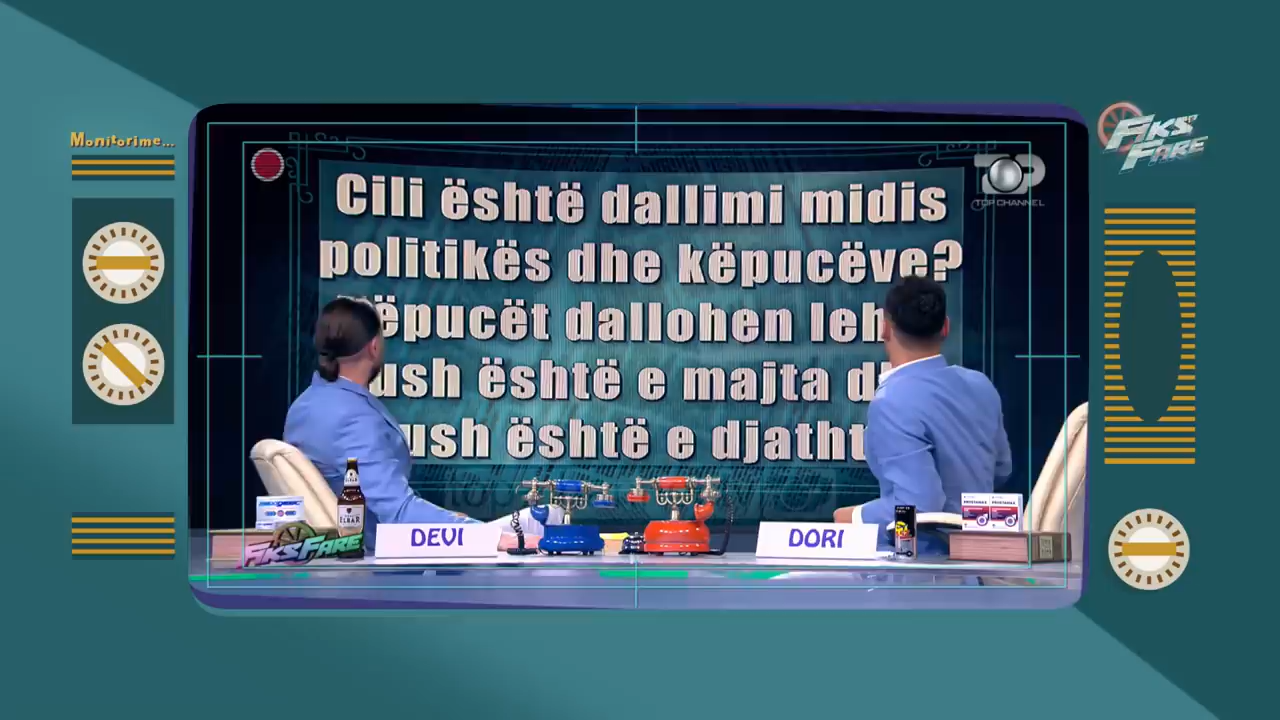 Monitorime...
FIKS FARE
TOP CHANNEL
Cili është dallimi midis
politikës dhe këpucëve?
ëpucët dallohen leh
ush është e majta d
ush është e djatht
ELBAR
FIKS FARE
DEVI
DORI